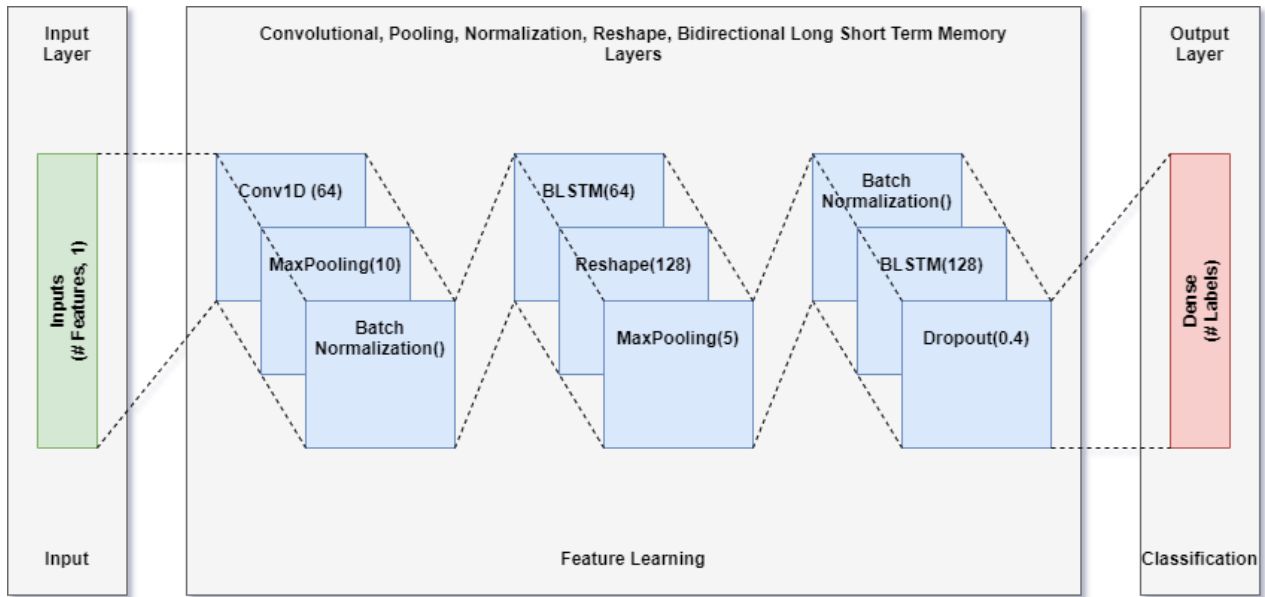 Input
Layer
Convolutional, Pooling, Normalization, Reshape, Bidirectional Long Short Term Memory
Layers
Output
Layer
Inputs
(# Features, 1)
Conv1D (64)
MaxPooling(10)
Batch
Normalization()
BLSTM(64)
Reshape(128)
MaxPooling(5)
Batch
Normalization()
BLSTM(128)
Dropout(0.4)
Dense
(# Labels)
Input
Feature Learning
Classification